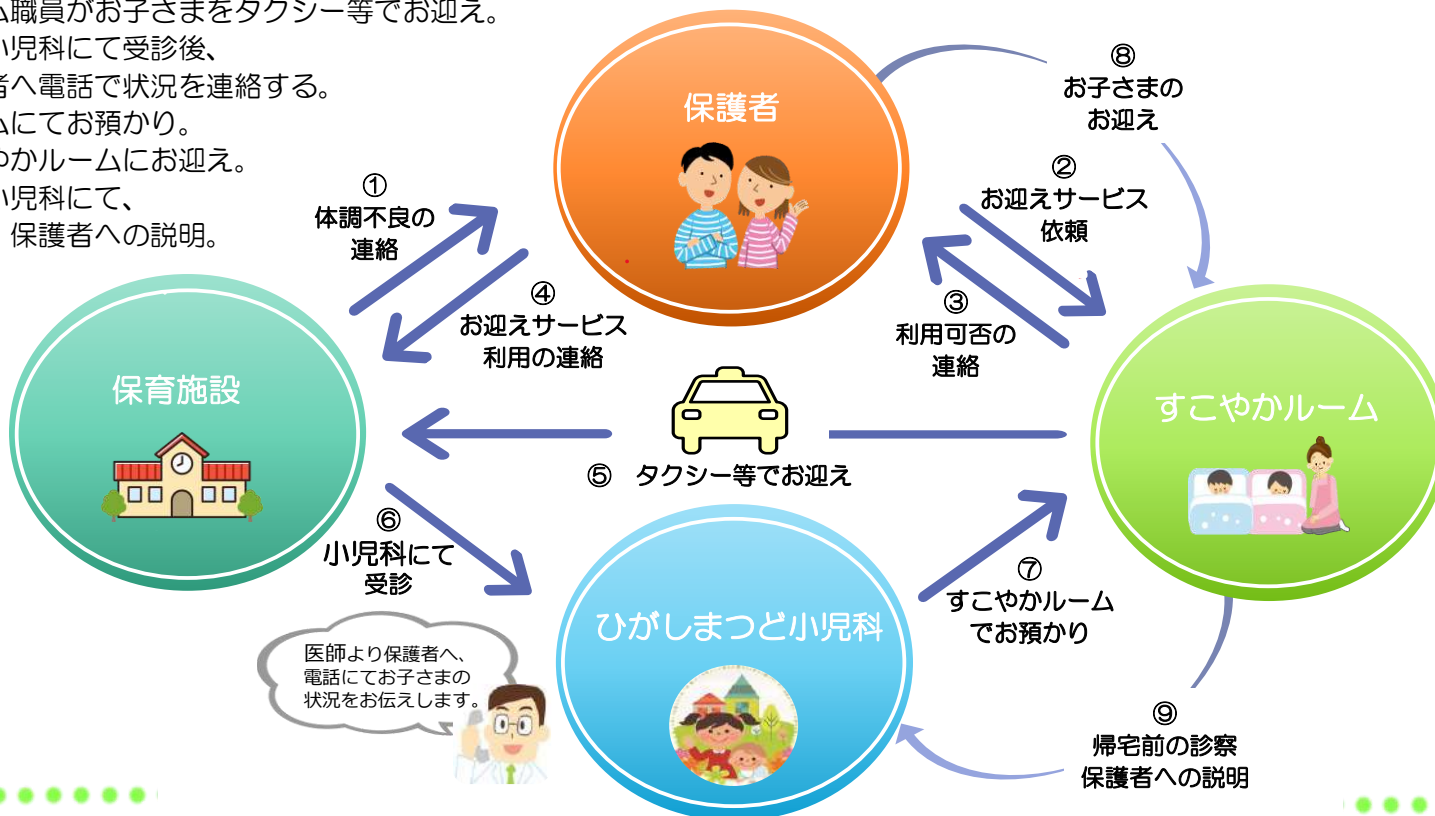 ム職員がお子さまをタクシー等でお迎え。
小児科にて受診後、
者へ電話で状況を連絡する。
ムにてお預かり。
やかルームにお迎え。
小児科にて、
保護者への説明。
保護者
⑧
お子さまの
お迎え
①
体調不良の
連絡
②
お迎えサービス
依頼
④
お迎えサービス
利用の連絡
③
利用可否の
連絡
保育施設
すこやかルーム
⑤ タクシー等でお迎え
⑥
小児科にて
受診
ひがしまつど小児科
⑦
すこやかルーム
でお預かり
医師より保護者へ、
電話にてお子さまの
状況をお伝えします。
⑨
帰宅前の診察
保護者への説明